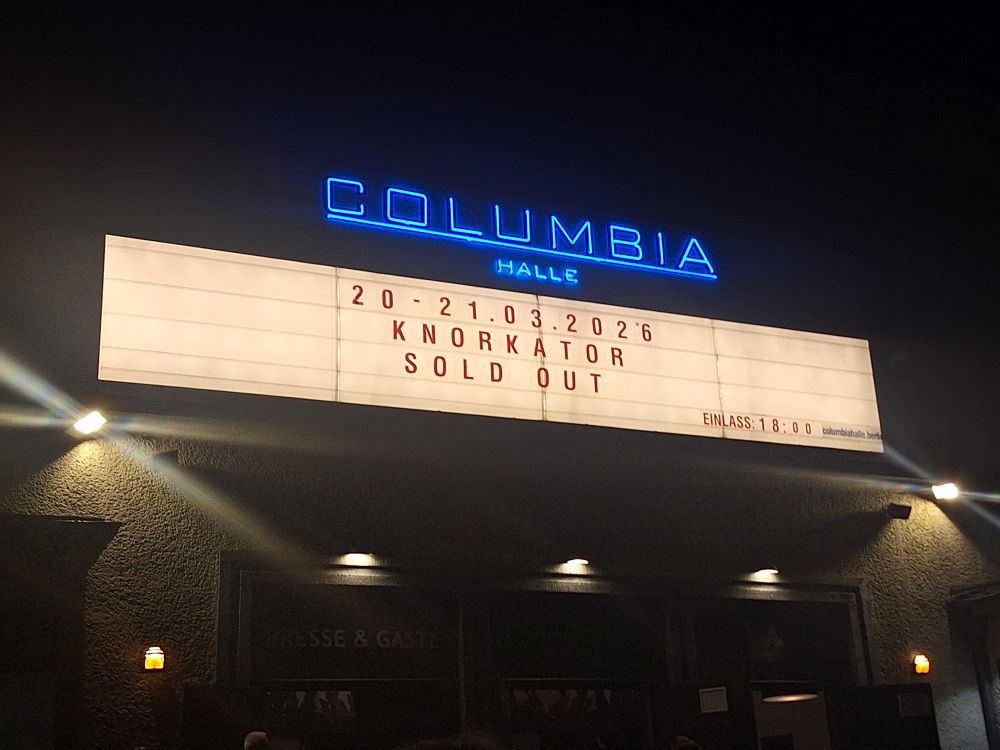 COLUMBIA
HALLE
20-21.03.2026
KNORKATOR
SOLD OUT
EINLASS: 18:00
columbiahalle.berlin
PRESSE & GÄSTE